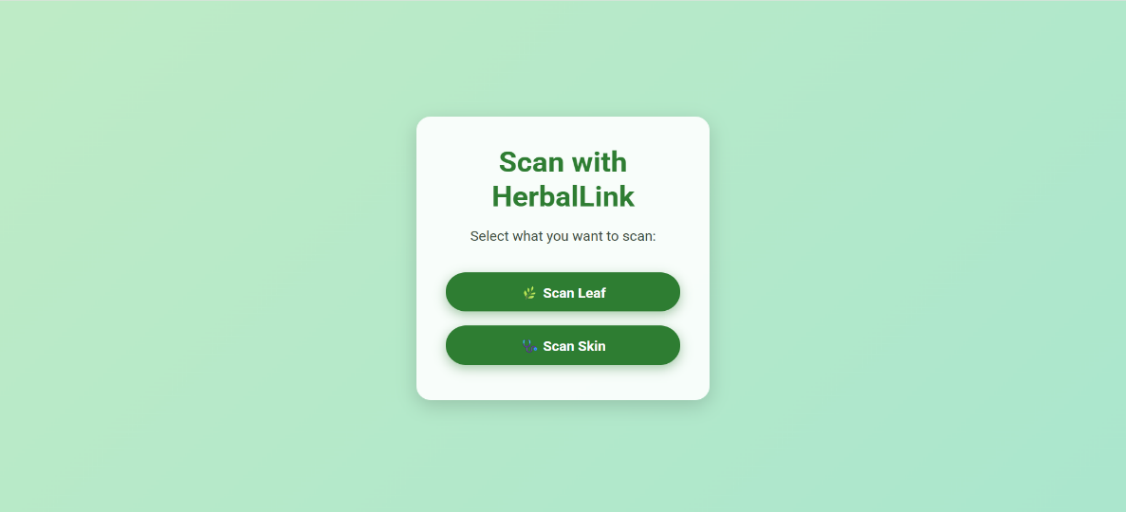 Scan with
HerbalLink
Select what you want to scan:
🌿 Scan Leaf
🩺 Scan Skin